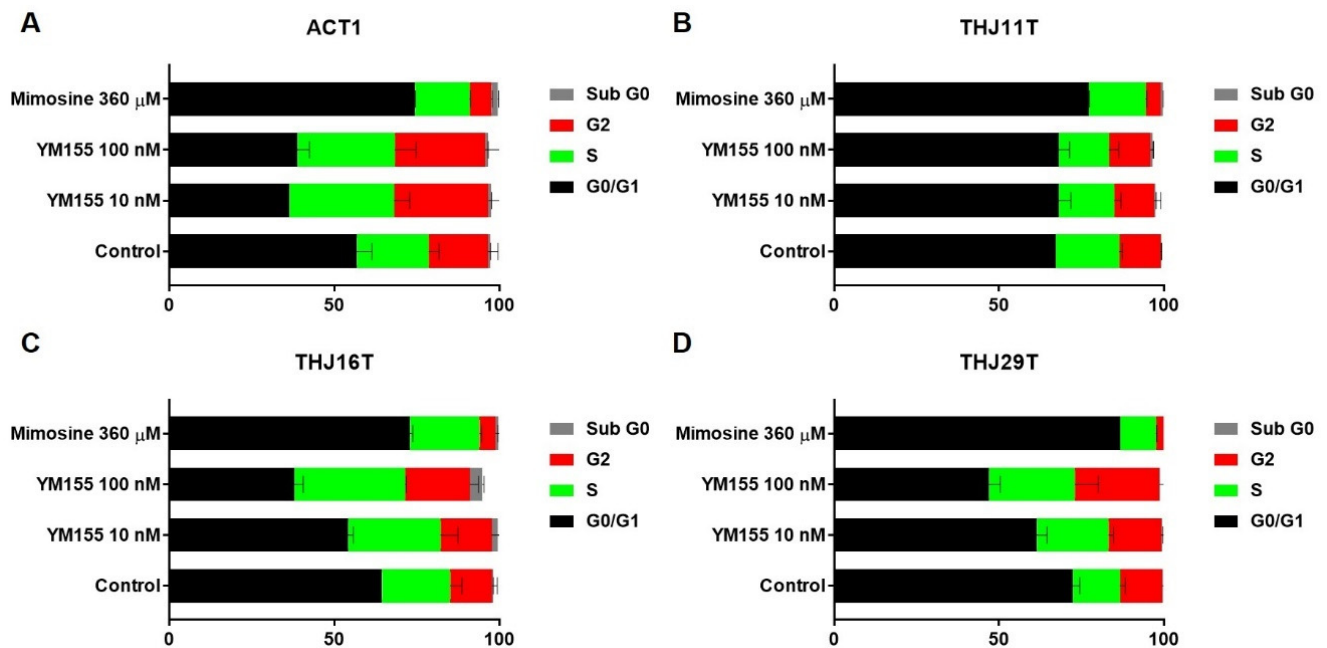 A
ACT1
Mimosine 360 μM
YM155 100 nM
YM155 10 nM
Control
0 50 100
Sub G0
G2
S
G0/G1
B
THJ11T
Mimosine 360 μM
YM155 100 nM
YM155 10 nM
Control
0 50 100
Sub G0
G2
S
G0/G1
C
THJ16T
Mimosine 360 μM
YM155 100 nM
YM155 10 nM
Control
0 50 100
Sub G0
G2
S
G0/G1
D
THJ29T
Mimosine 360 μM
YM155 100 nM
YM155 10 nM
Control
0 50 100
Sub G0
G2
S
G0/G1